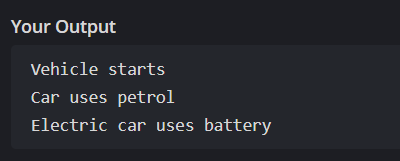 Your Output
Vehicle starts
Car uses petrol
Electric car uses battery